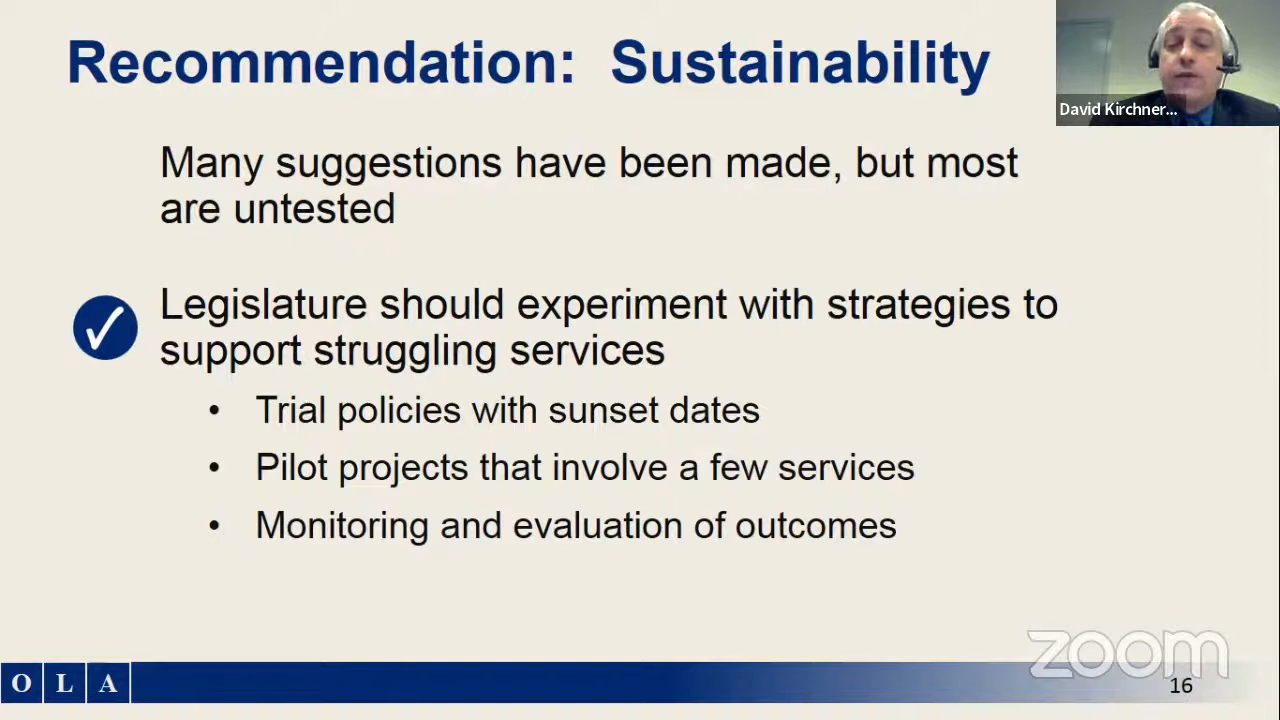 Recommendation: Sustainability
David Kirchner...
Many suggestions have been made, but most
are untested
Legislature should experiment with strategies to
support struggling services
• Trial policies with sunset dates
• Pilot projects that involve a few services
• Monitoring and evaluation of outcomes
zoom
O L A
16